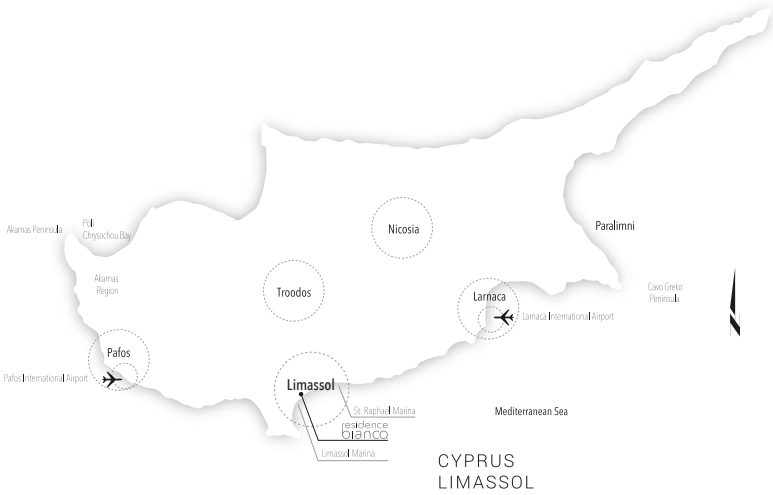 Akamas Peninsula
Poli
Chrysochou Bay
Nicosia
Paralimni
Akamas
Region
Troodos
Larnaca
Cavo Greko
Peninsula
Larnaca International Airport
Pafos
Pafos International Airport
Limassol
St. Raphael Marina
residence
bianco
Limassol Marina
Mediterranean Sea
CYPRUS
LIMASSOL